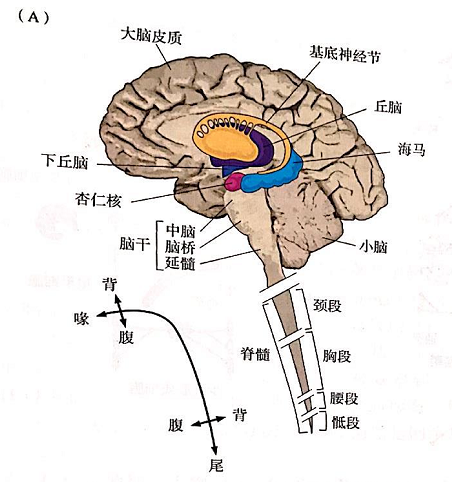 (A)
大脑皮质
基底神经节
丘脑
海马
下丘脑
杏仁核
脑干
中脑
脑桥
延髓
小脑
背
喙
腹
颈段
脊髓
胸段
腰段
骶段
腹
背
尾